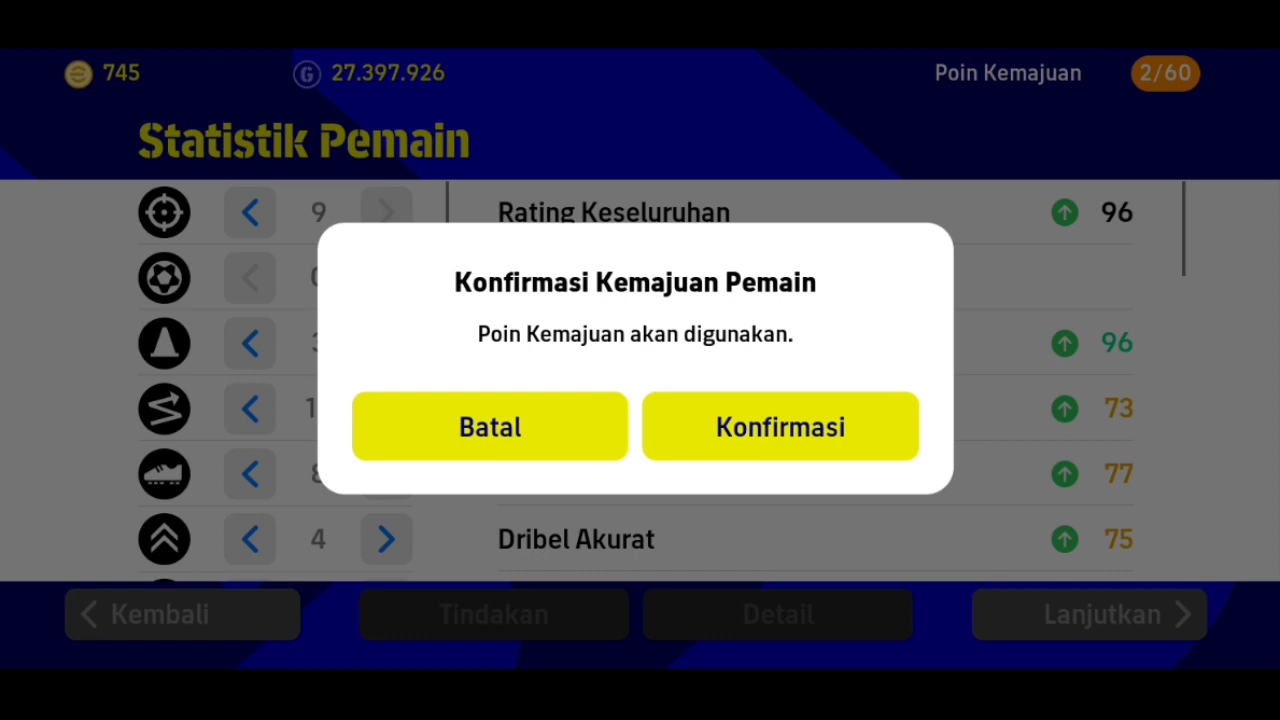 745
27.397.926
Poin Kemajuan
2/60
Statistik Pemain
9
Rating Keseluruhan
96
Konfirmasi Kemajuan Pemain
Poin Kemajuan akan digunakan.
96
73
77
Batal
Konfirmasi
4
Dribel Akurat
75
Kembali
Tindakan
Detail
Lanjutkan